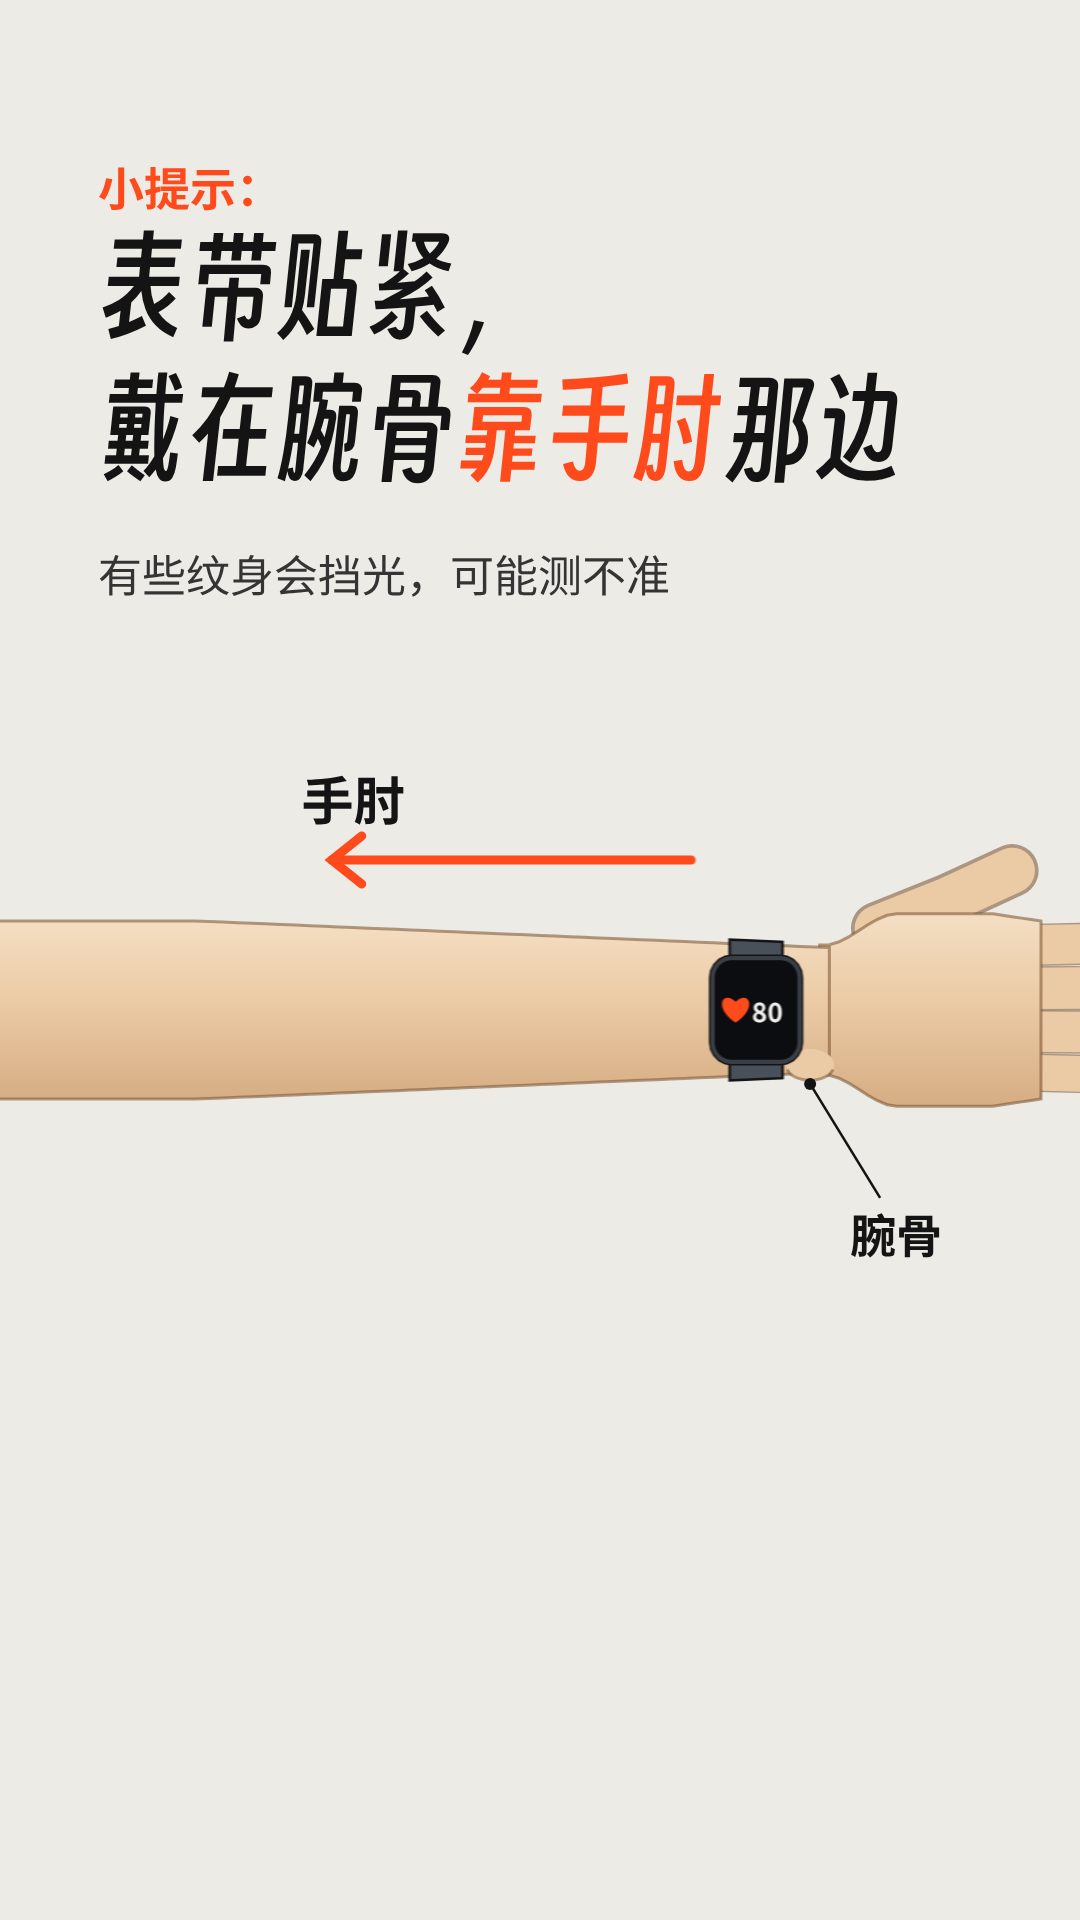 小提示：
表带贴紧，
戴在腕骨靠手肘那边
有些纹身会挡光，可能测不准
手肘
80
腕骨